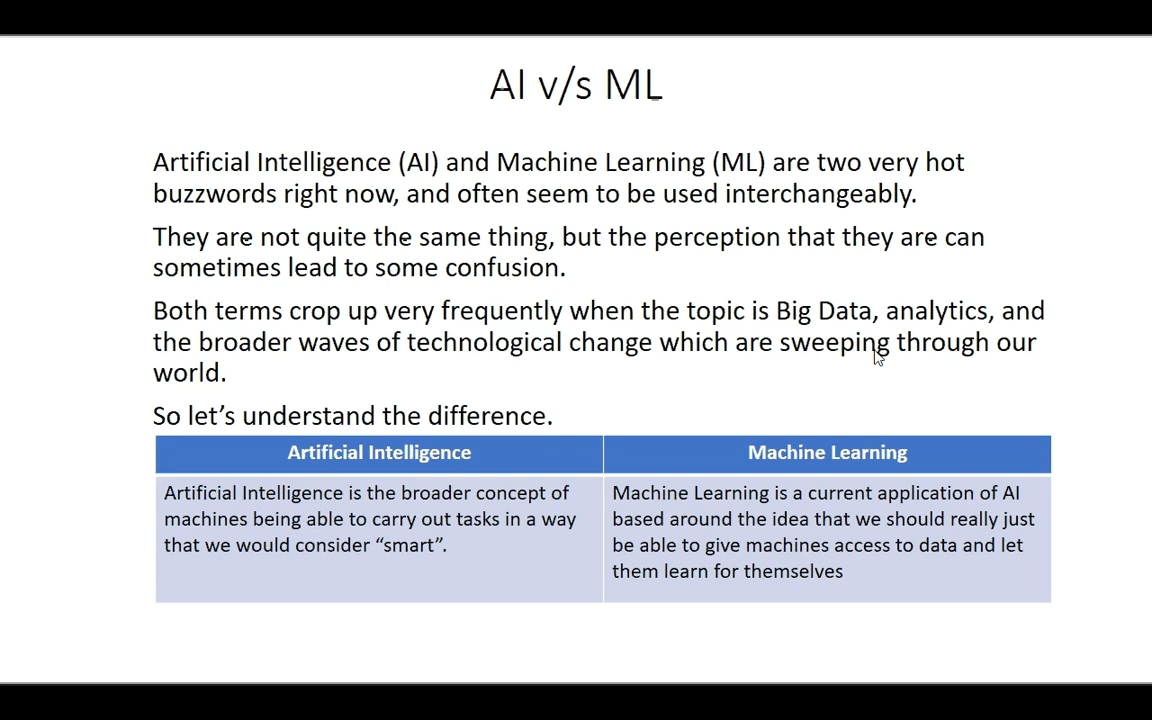 AI v/s ML
Artificial Intelligence (AI) and Machine Learning (ML) are two very hot
buzzwords right now, and often seem to be used interchangeably.
They are not quite the same thing, but the perception that they are can
sometimes lead to some confusion.
Both terms crop up very frequently when the topic is Big Data, analytics, and
the broader waves of technological change which are sweeping through our
world.
So let’s understand the difference.
Artificial Intelligence
Artificial Intelligence is the broader concept of
machines being able to carry out tasks in a way
that we would consider “smart”.
Machine Learning
Machine Learning is a current application of AI
based around the idea that we should really just
be able to give machines access to data and let
them learn for themselves